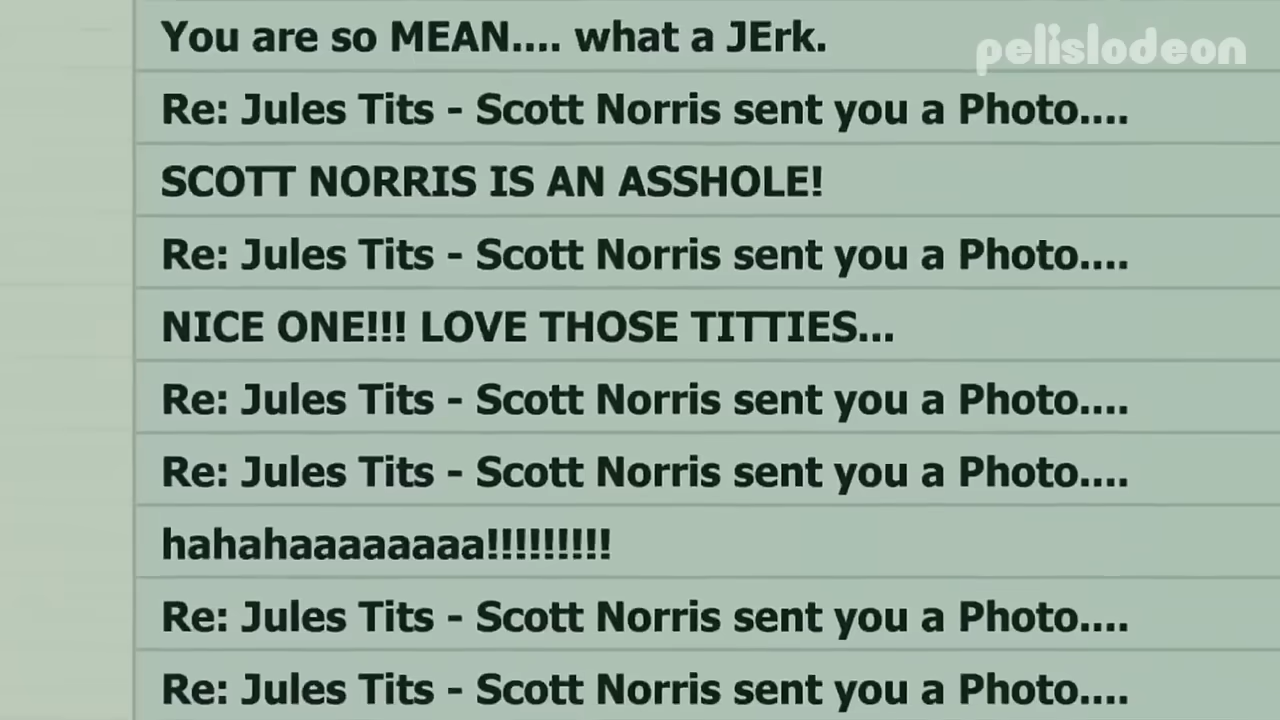 pelislodeon
You are so MEAN.... what a JErk.
Re: Jules Tits - Scott Norris sent you a Photo....
SCOTT NORRIS IS AN ASSHOLE!
Re: Jules Tits - Scott Norris sent you a Photo....
NICE ONE!!! LOVE THOSE TITTIES...
Re: Jules Tits - Scott Norris sent you a Photo....
Re: Jules Tits - Scott Norris sent you a Photo....
hahahaaaaaaaa!!!!!!!!!
Re: Jules Tits - Scott Norris sent you a Photo....
Re: Jules Tits - Scott Norris sent you a Photo....